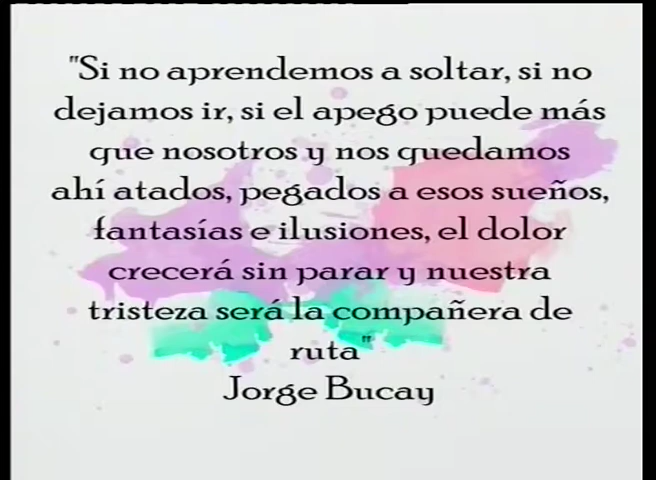 "Si no aprendemos a soltar, si no
dejamos ir, si el apego puede más
que nosotros y nos quedamos
ahí atados, pegados a esos sueños,
fantasías e ilusiones, el dolor
crecerá sin parar y nuestra
tristeza será la compañera de
ruta"
Jorge Bucay